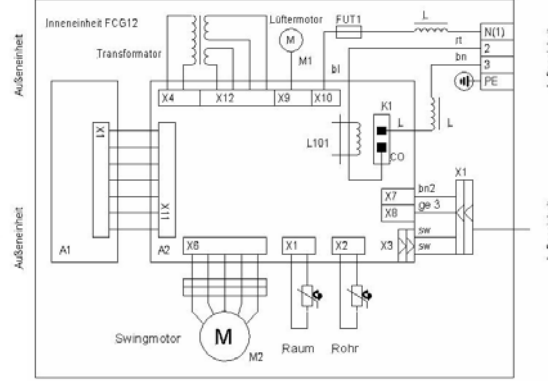 Inneneinheit FCG12
Lüftermotor
FUT1
L
N(1)
Transformator
M
M1
rt
2
bn
3
bl
PE
Außeneinheit
X4
X12
X9
X10
K1
L
L
L101
CO
X1
X11
X1
X7
bn2
X8
ge 3
Außeneinheit
A1
A2
X6
X1
X2
X3
sw
sw
Swingmotor
M
M2
Raum
Rohr